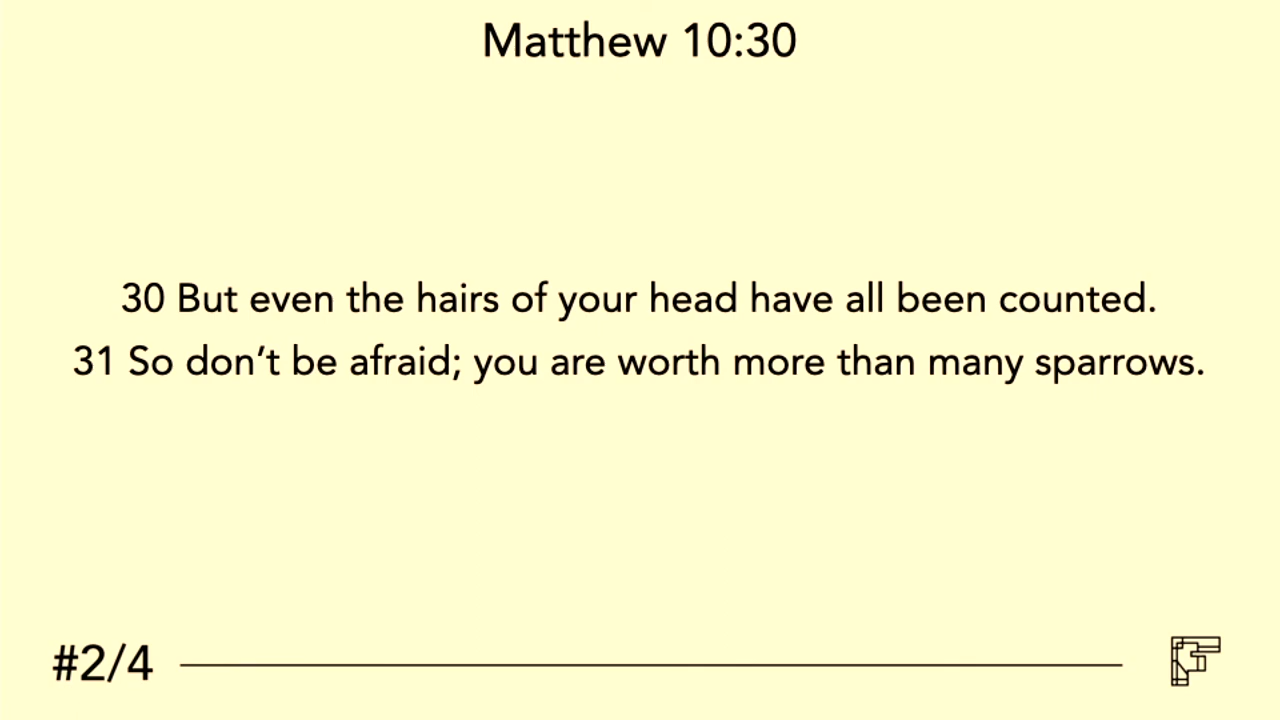 Matthew 10:30
30 But even the hairs of your head have all been counted.
31 So don’t be afraid; you are worth more than many sparrows.
#2/4